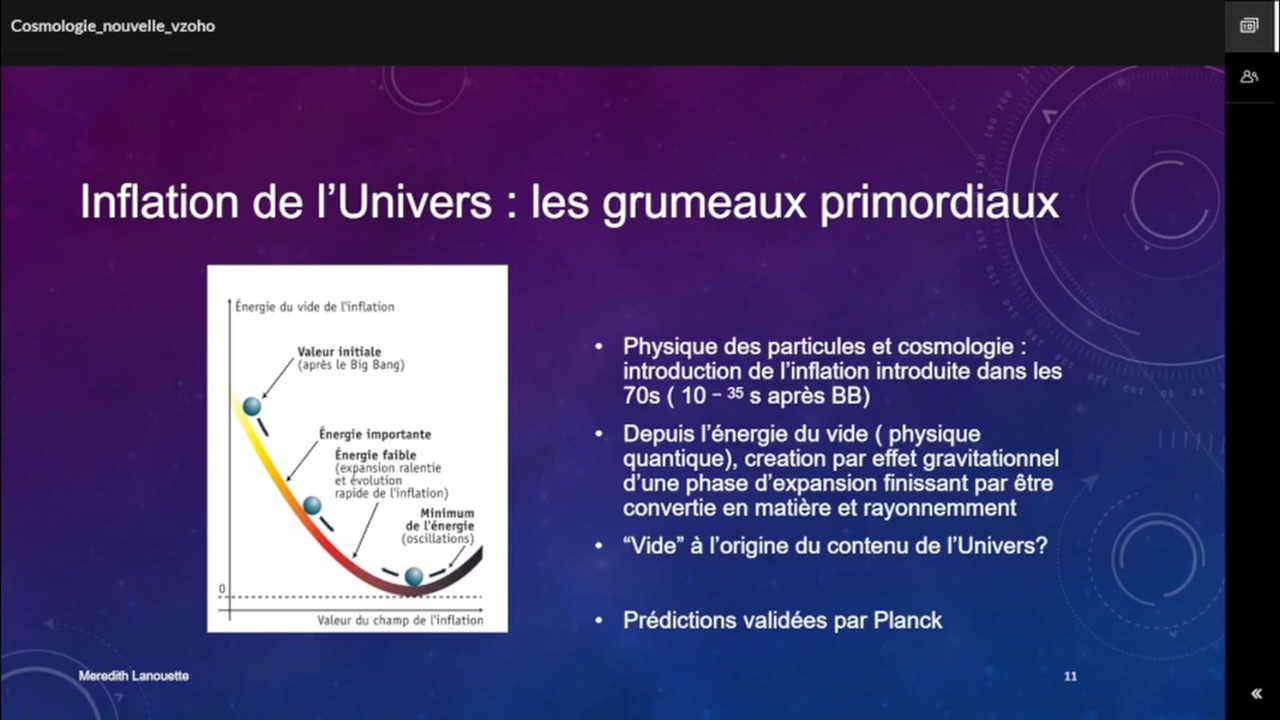 Cosmologie_nouvelle_vzoho
Inflation de l’Univers : les grumeaux primordiaux
Énergie du vide de l'inflation
Valeur initiale
(après le Big Bang)
Énergie importante
Énergie faible
(expansion ralentie
et évolution
rapide de l'inflation)
Minimum
de l'énergie
(oscillations)
0
Valeur du champ de l'inflation
• Physique des particules et cosmologie :
introduction de l’inflation introduite dans les
70s ( 10 – ³⁵ s après BB)
• Depuis l’énergie du vide ( physique
quantique), creation par effet gravitationnel
d’une phase d’expansion finissant par être
convertie en matière et rayonnemment
• “Vide” à l’origine du contenu de l’Univers?
• Prédictions validées par Planck
Meredith Lanouette
11